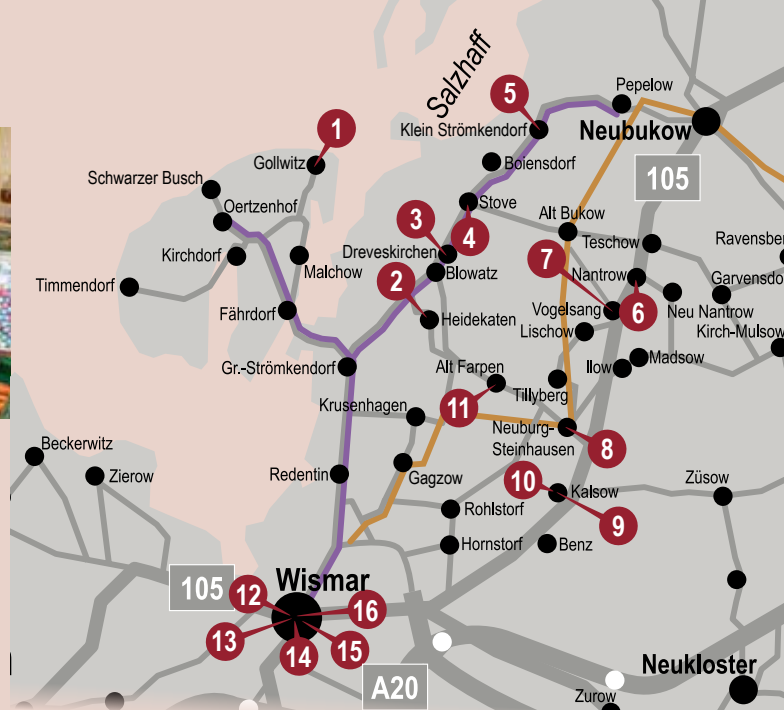 Salzhaff
Pepelow
5
Klein Strömkendorf
Neubukow
1
Gollwitz
Boiensdorf
105
Schwarzer Busch
Oertzenhof
Stove
3
4
Alt Bukow
Teschow
Ravensber
Kirchdorf
Malchow
Dreveskirchen
Blowatz
7
Nantrow
2
Timmendorf
Garvensdo
Neu Nantrow
Fährdorf
Heidekaten
Vogelsang
6
Lischow
Kirch-Mulsow
Gr.-Strömkendorf
Alt Farpen
Ilow
Madsow
Tillyberg
Krusenhagen
11
Neuburg-
Steinhausen
8
Beckerwitz
Zierow
Redentin
Gagzow
10
Kalsow
Züsow
Rohlstorf
9
Hornstorf
Benz
Wismar
105
12
16
13
14
15
Neukloster
A20
Zurow